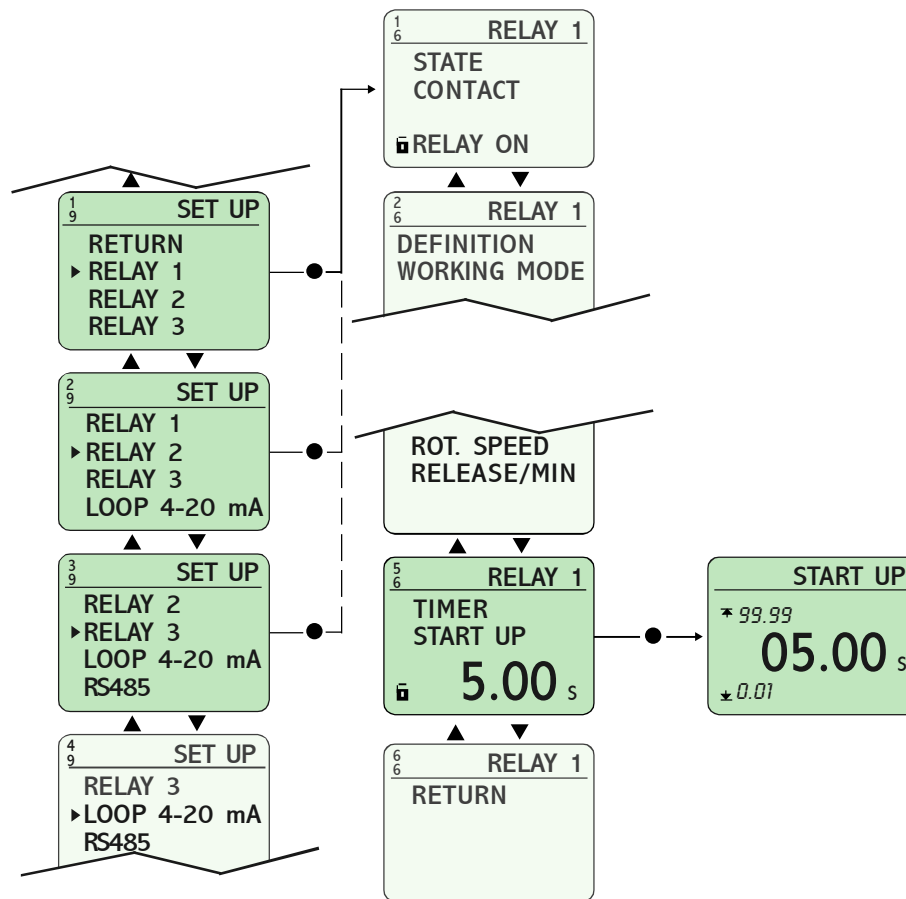 1
6
RELAY 1
STATE
CONTACT
RELAY ON
2
6
RELAY 1
DEFINITION
WORKING MODE
1
9
SET UP
RETURN
RELAY 1
RELAY 2
RELAY 3
2
9
SET UP
RELAY 1
RELAY 2
RELAY 3
LOOP 4-20 mA
3
9
SET UP
RELAY 2
RELAY 3
LOOP 4-20 mA
RS485
4
9
SET UP
RELAY 3
LOOP 4-20 mA
RS485
ROT. SPEED
RELEASE/MIN
5
6
RELAY 1
TIMER
START UP
5.00 s
START UP
99.99
05.00 s
0.01
6
6
RELAY 1
RETURN